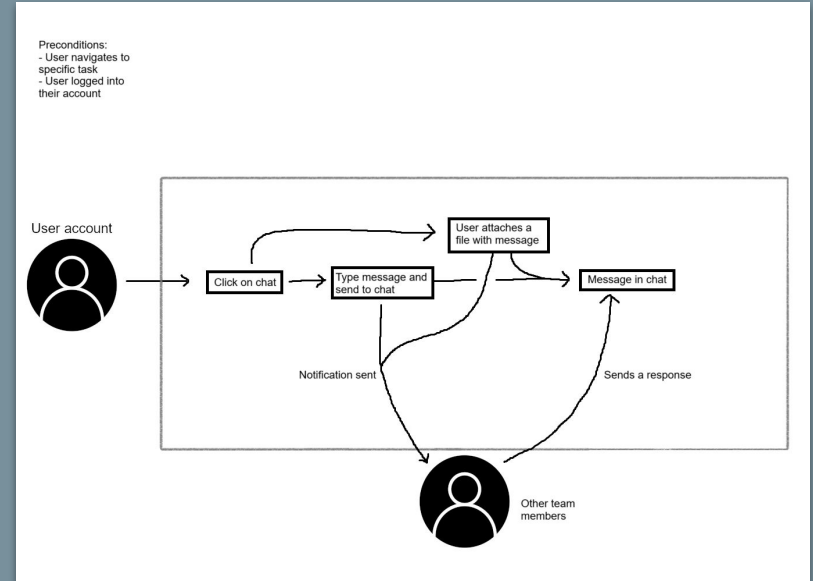 Preconditions:
- User navigates to
specific task
- User logged into
their account
User account
User attaches a
file with message
Click on chat
Type message and
send to chat
Message in chat
Notification sent
Sends a response
Other team
members